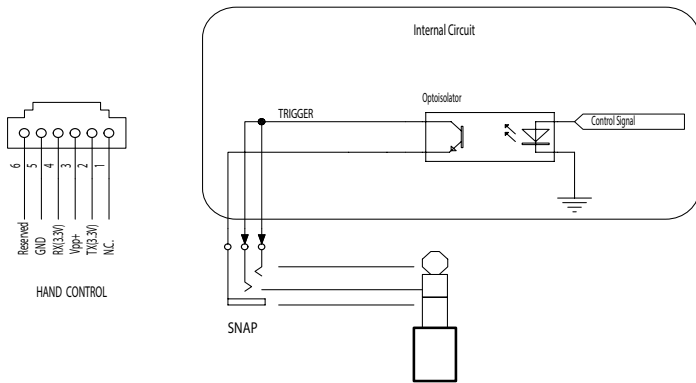 Internal Circuit
Optoisolator
TRIGGER
Control Signal
6
5
4
3
2
1
Reserved
GND
RX(3.3V)
Vpp+
TX(3.3V)
N.C.
HAND CONTROL
SNAP